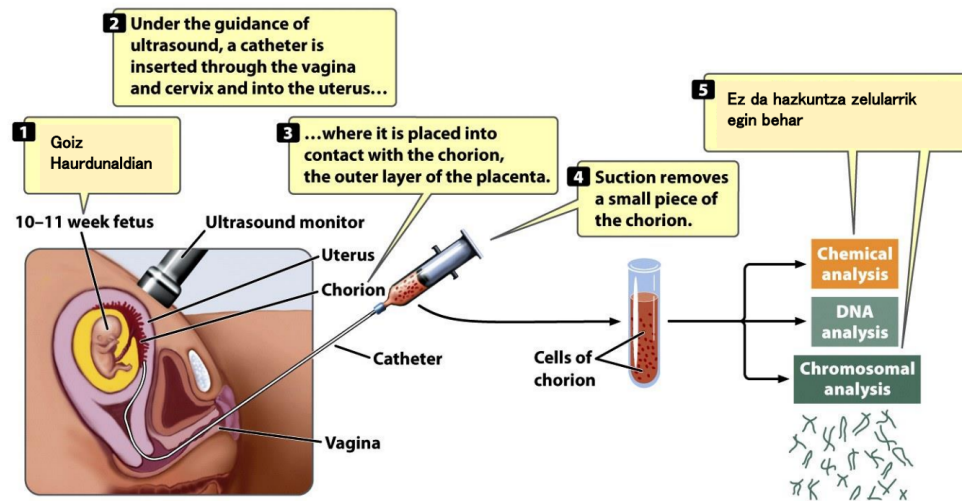 2 Under the guidance of
ultrasound, a catheter is
inserted through the vagina
and cervix and into the uterus...
5 Ez da hazkuntza zelularrik
egin behar
1 Goiz
Haurdunaldian
3 ...where it is placed into
contact with the chorion,
the outer layer of the placenta.
4 Suction removes
a small piece of
the chorion.
10–11 week fetus
Ultrasound monitor
Uterus
Chorion
Catheter
Vagina
Cells of
chorion
Chemical
analysis
DNA
analysis
Chromosomal
analysis